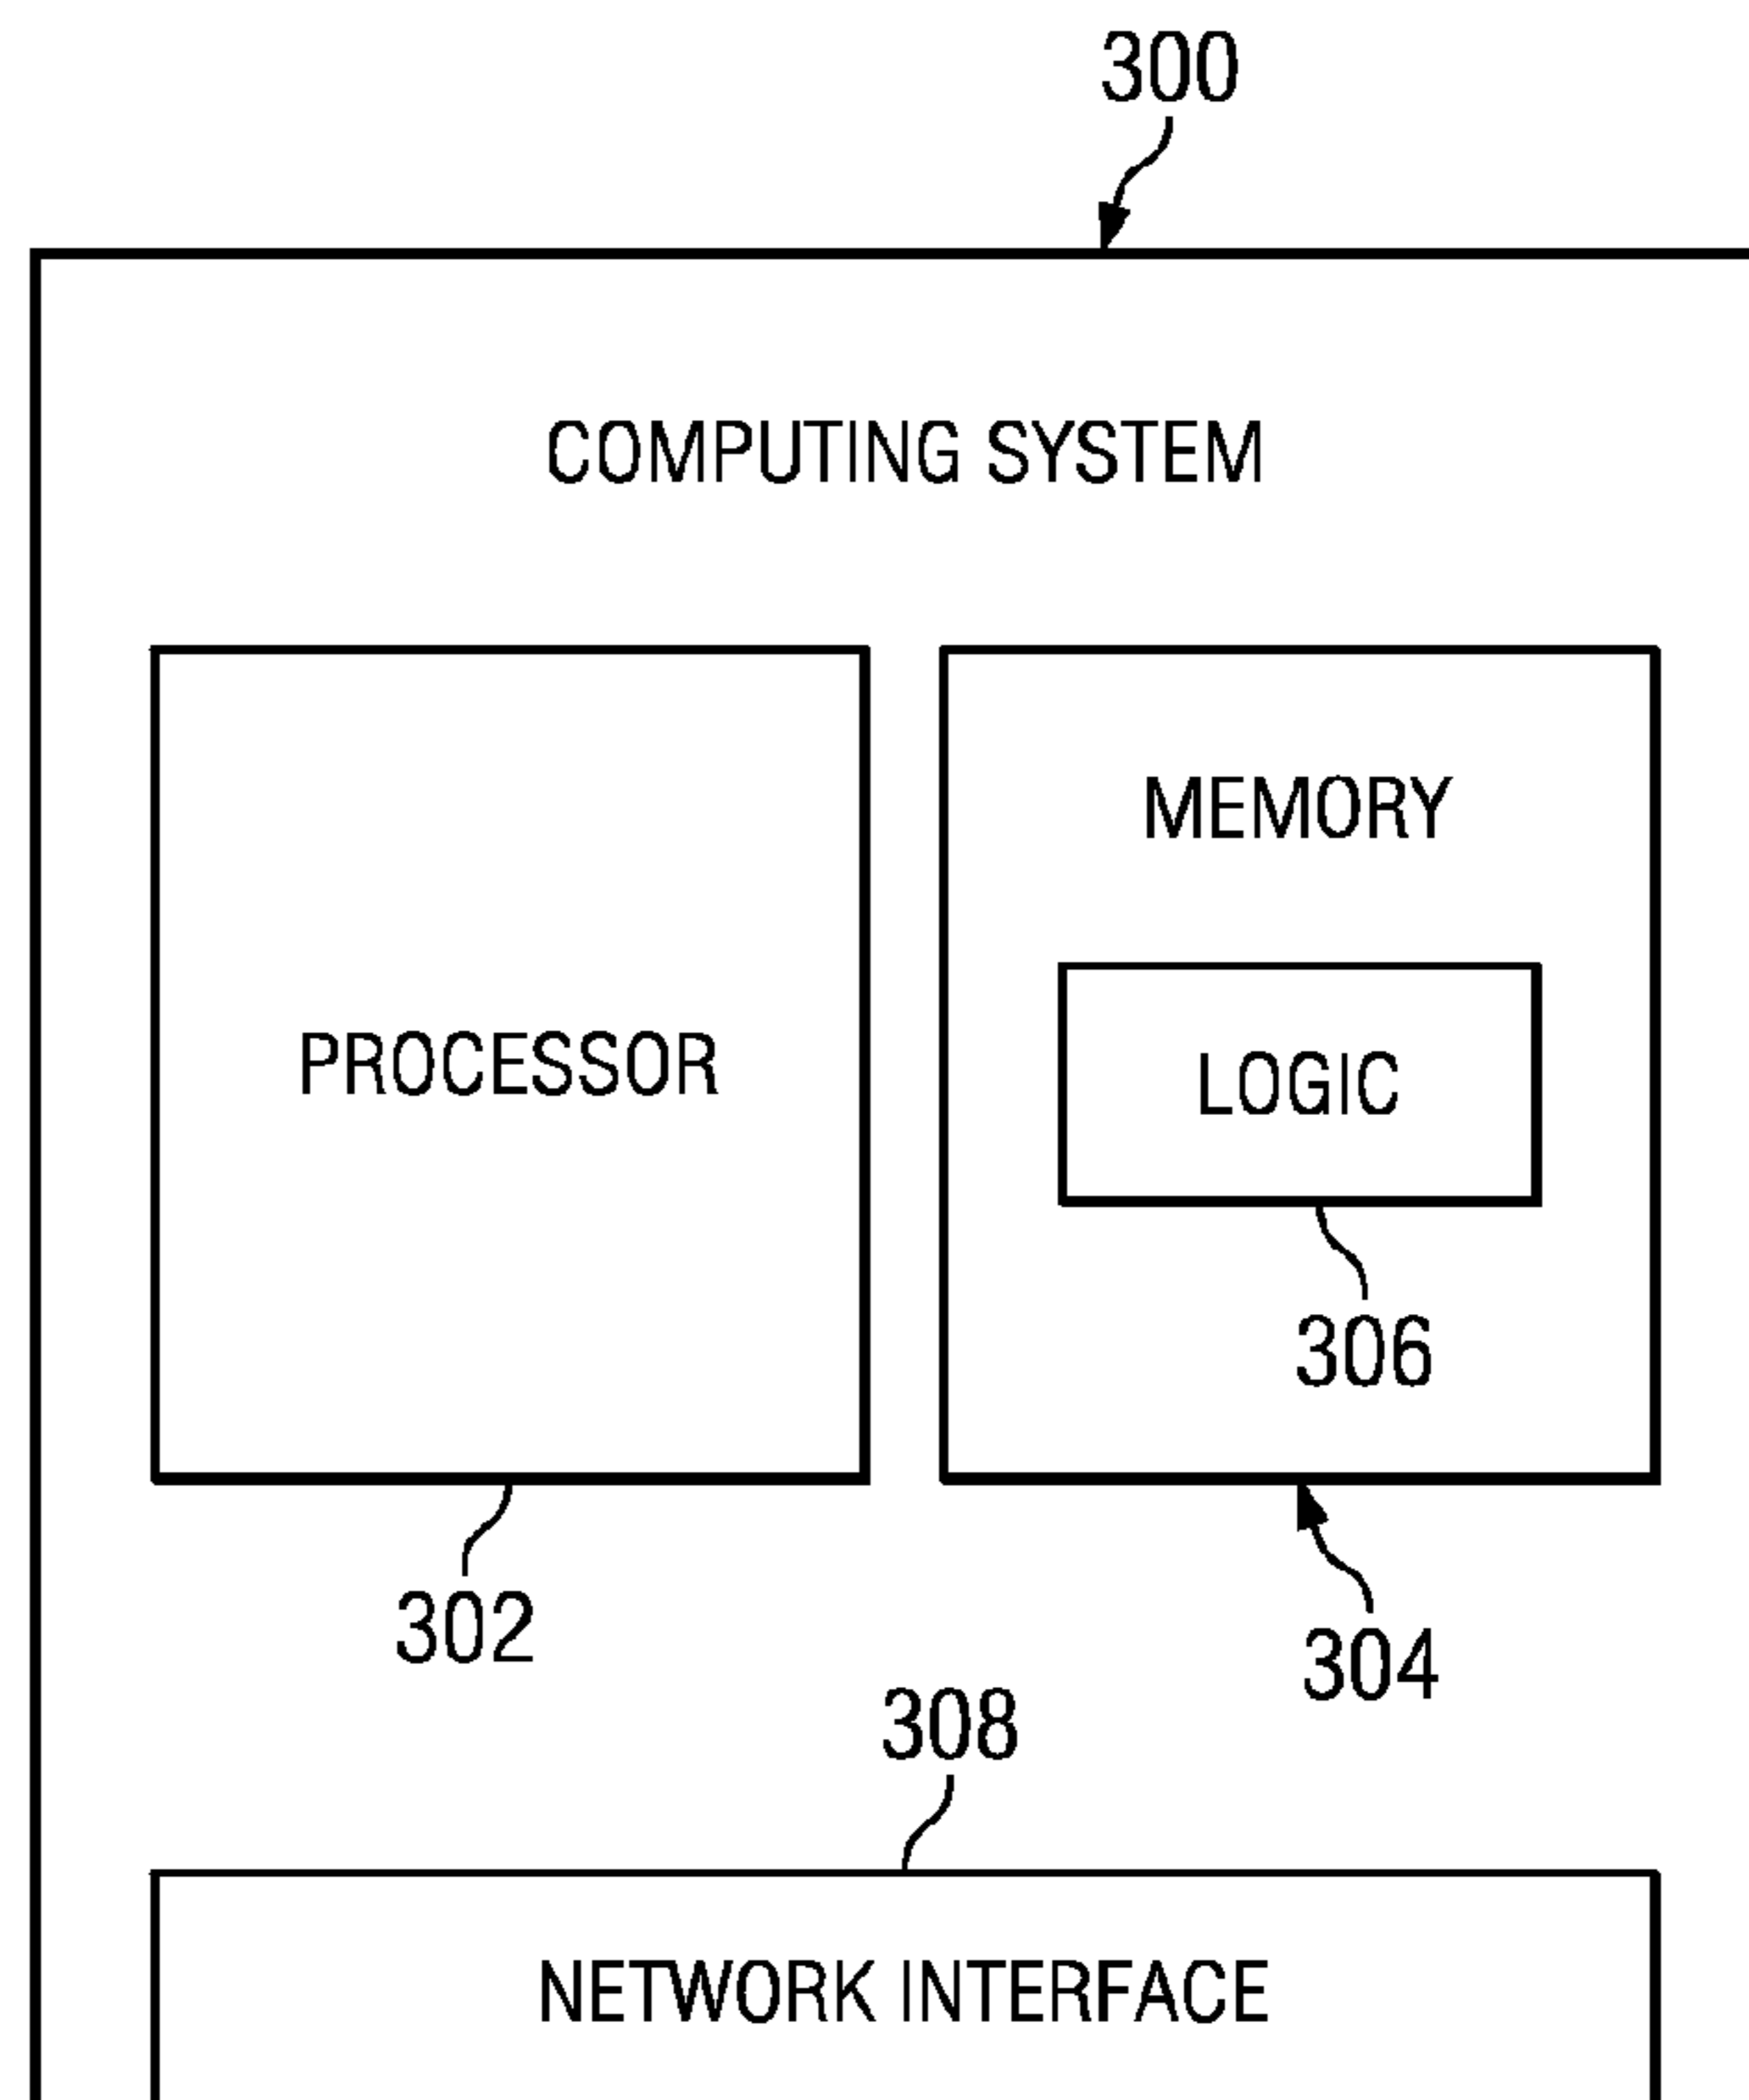 300
COMPUTING SYSTEM
MEMORY
PROCESSOR
LOGIC
306
302
304
308
NETWORK INTERFACE